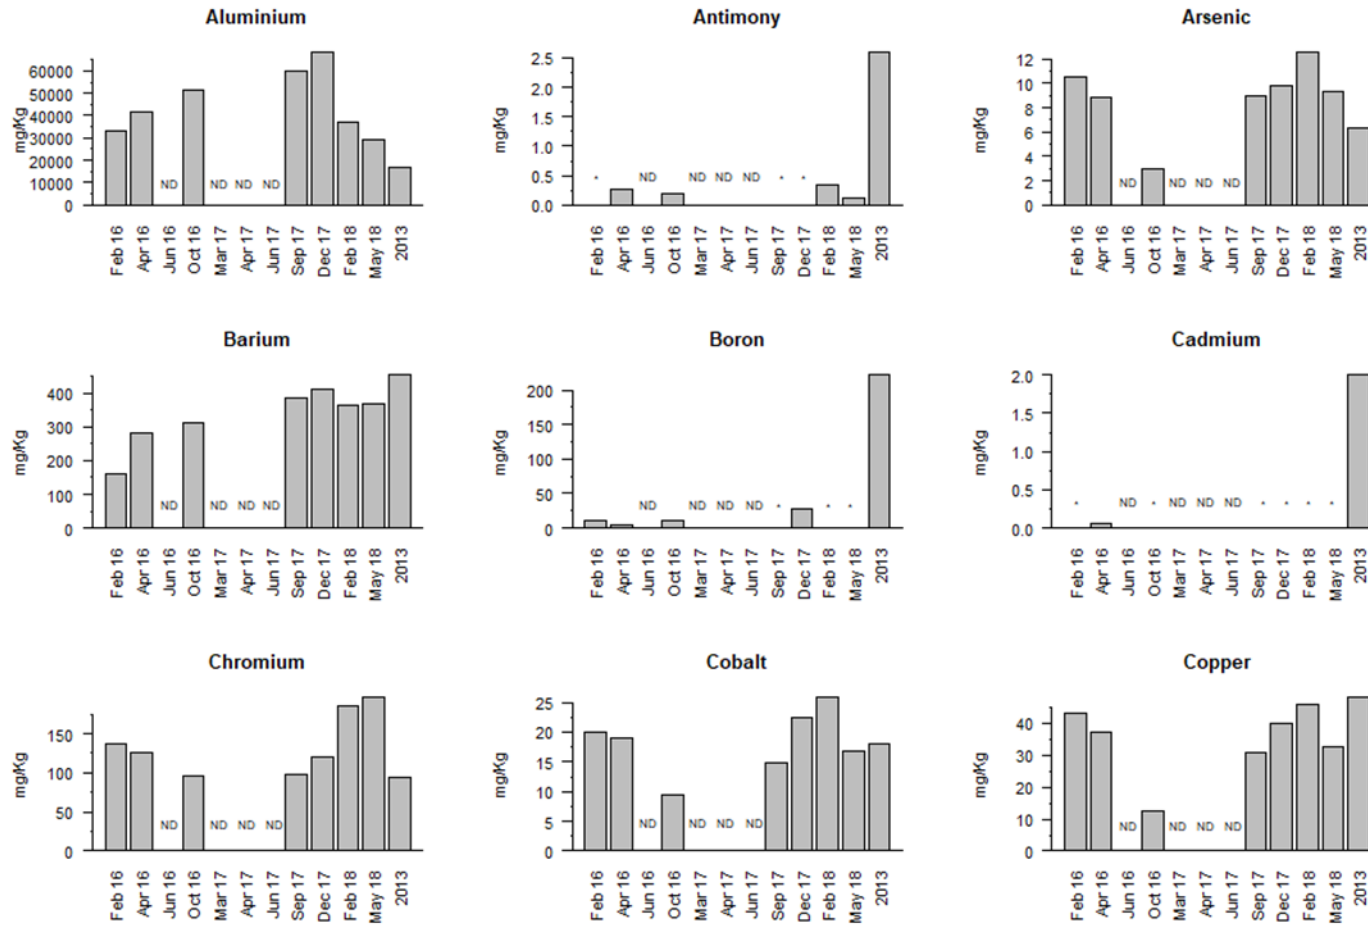 Aluminium
mg/Kg
60000
50000
40000
30000
20000
10000
0
ND ND ND ND
Feb 16 Apr 16 Jun 16 Oct 16 Mar 17 Apr 17 Jun 17 Sep 17 Dec 17 Feb 18 May 18 2013
Antimony
mg/Kg
2.5
2.0
1.5
1.0
0.5
0.0
* ND ND ND ND * *
Feb 16 Apr 16 Jun 16 Oct 16 Mar 17 Apr 17 Jun 17 Sep 17 Dec 17 Feb 18 May 18 2013
Arsenic
mg/Kg
12
10
8
6
4
2
0
ND ND ND ND
Feb 16 Apr 16 Jun 16 Oct 16 Mar 17 Apr 17 Jun 17 Sep 17 Dec 17 Feb 18 May 18 2013
Barium
mg/Kg
400
300
200
100
0
ND ND ND ND
Feb 16 Apr 16 Jun 16 Oct 16 Mar 17 Apr 17 Jun 17 Sep 17 Dec 17 Feb 18 May 18 2013
Boron
mg/Kg
200
150
100
50
0
ND ND ND ND * * *
Feb 16 Apr 16 Jun 16 Oct 16 Mar 17 Apr 17 Jun 17 Sep 17 Dec 17 Feb 18 May 18 2013
Cadmium
mg/Kg
2.0
1.5
1.0
0.5
0.0
* ND * ND ND ND * * * *
Feb 16 Apr 16 Jun 16 Oct 16 Mar 17 Apr 17 Jun 17 Sep 17 Dec 17 Feb 18 May 18 2013
Chromium
mg/Kg
150
100
50
0
ND ND ND ND
Feb 16 Apr 16 Jun 16 Oct 16 Mar 17 Apr 17 Jun 17 Sep 17 Dec 17 Feb 18 May 18 2013
Cobalt
mg/Kg
25
20
15
10
5
0
ND ND ND ND
Feb 16 Apr 16 Jun 16 Oct 16 Mar 17 Apr 17 Jun 17 Sep 17 Dec 17 Feb 18 May 18 2013
Copper
mg/Kg
40
30
20
10
0
ND ND ND ND
Feb 16 Apr 16 Jun 16 Oct 16 Mar 17 Apr 17 Jun 17 Sep 17 Dec 17 Feb 18 May 18 2013